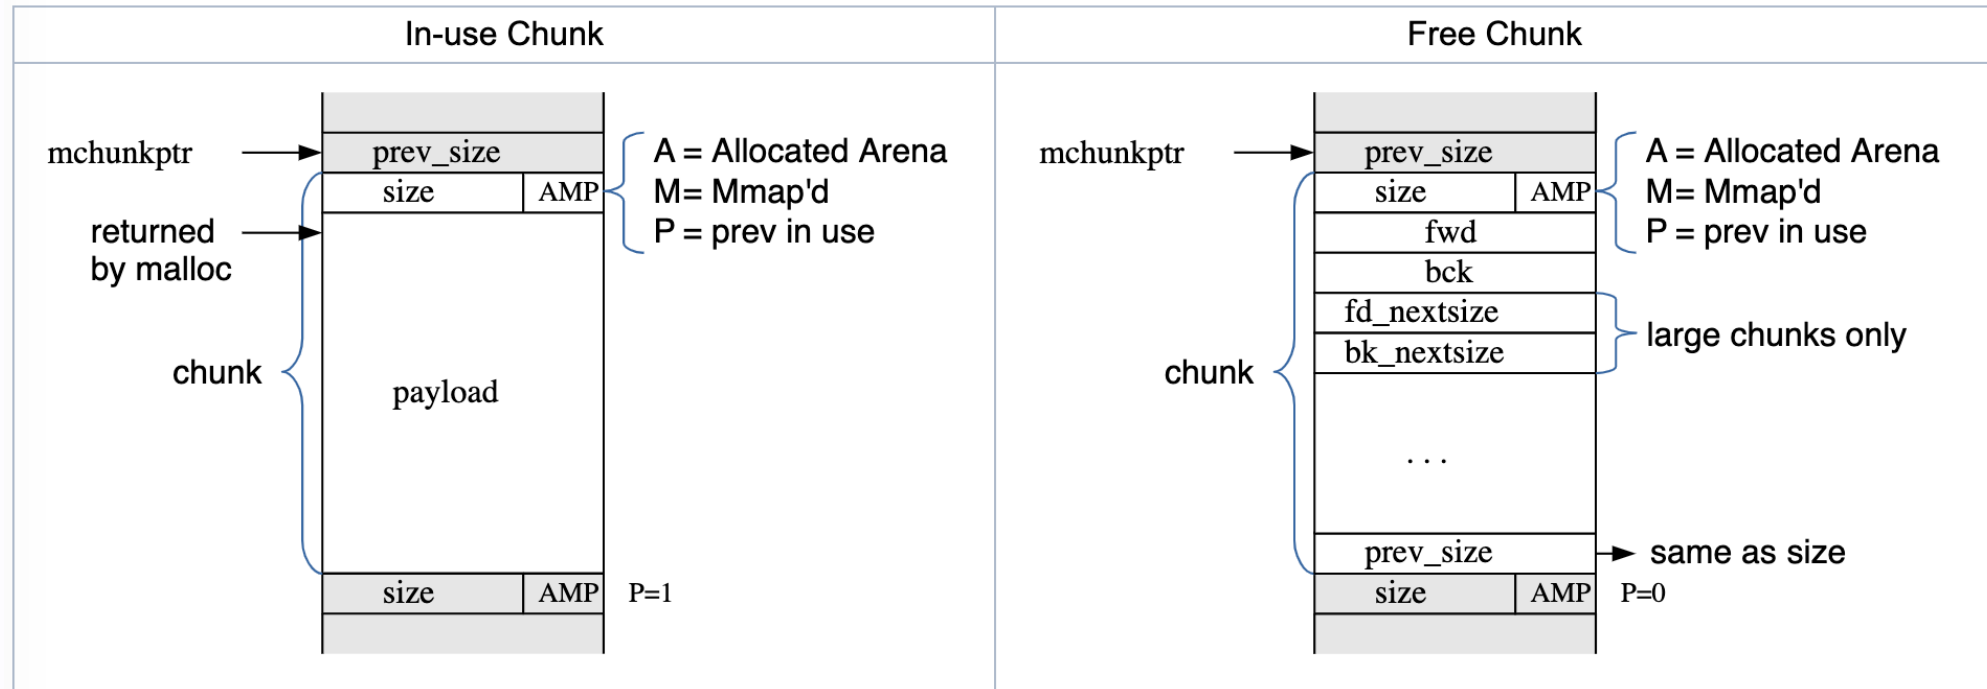 In-use Chunk
Free Chunk
mchunkptr
prev_size
size
AMP
A = Allocated Arena
M= Mmap'd
P = prev in use
returned
by malloc
chunk
payload
size
AMP
P=1
mchunkptr
prev_size
size
AMP
A = Allocated Arena
M= Mmap'd
P = prev in use
fwd
bck
fd_nextsize
bk_nextsize
large chunks only
chunk
. . .
prev_size
same as size
size
AMP
P=0